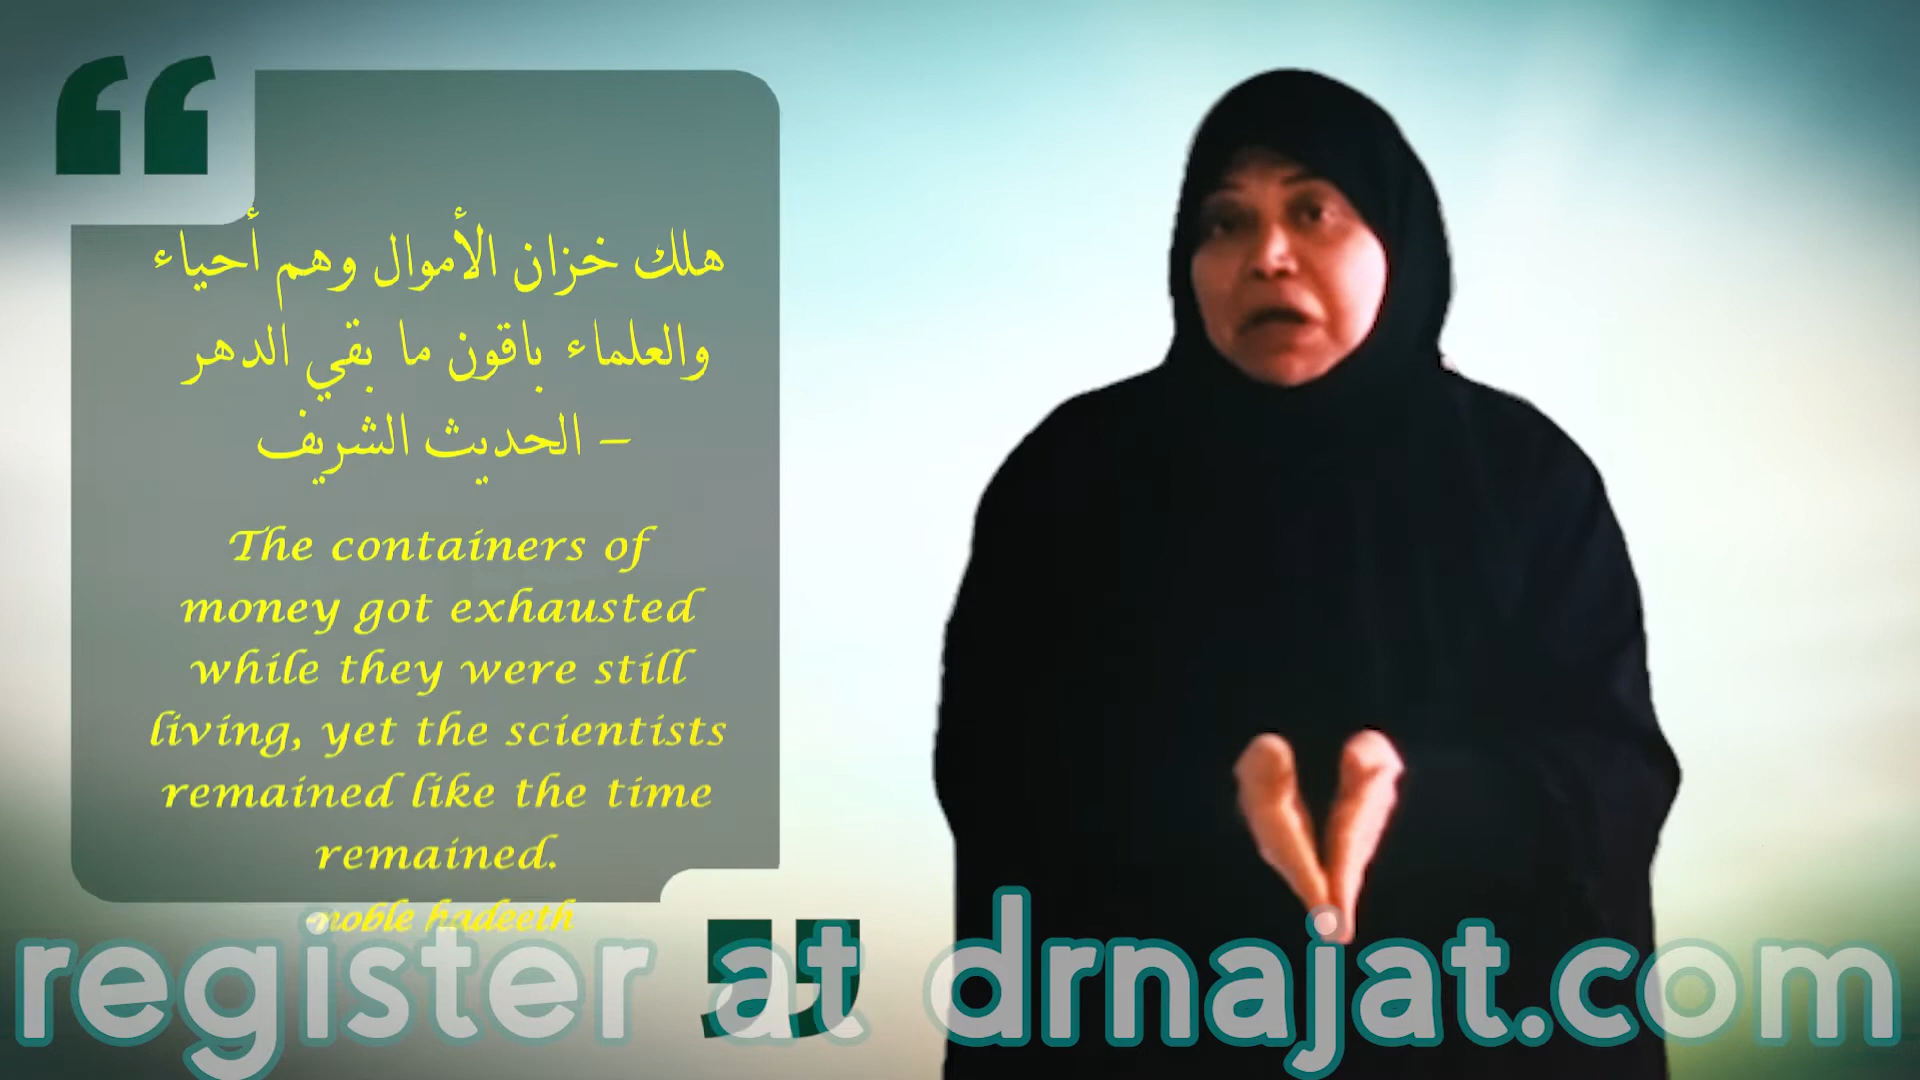 هلك خزان الأموال وهم أحياء
والعلماء باقون ما بقي الدهر
– الحديث الشريف
The containers of
money got exhausted
while they were still
living, yet the scientists
remained like the time
remained.
-noble hadeeth
register at drnajat.com